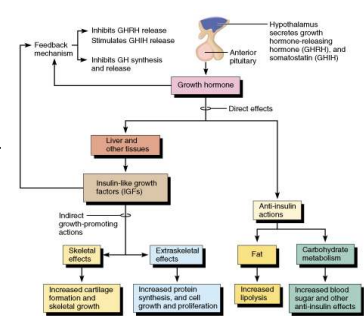 Inhibits GHRH release
Stimulates GHIH release
Feedback
mechanism
Inhibits GH synthesis
and release
Hypothalamus
secretes growth
hormone-releasing
hormone (GHRH), and
somatostatin (GHIH)
Anterior
pituitary
Growth hormone
Direct effects
Liver and
other tissues
Insulin-like growth
factors (IGFs)
Indirect
growth-promoting
actions
Anti-insulin
actions
Skeletal
effects
Extraskeletal
effects
Fat
Carbohydrate
metabolism
Increased cartilage
formation and
skeletal growth
Increased protein
synthesis, and cell
growth and proliferation
Increased
lipolysis
Increased blood
sugar and other
anti-insulin effects